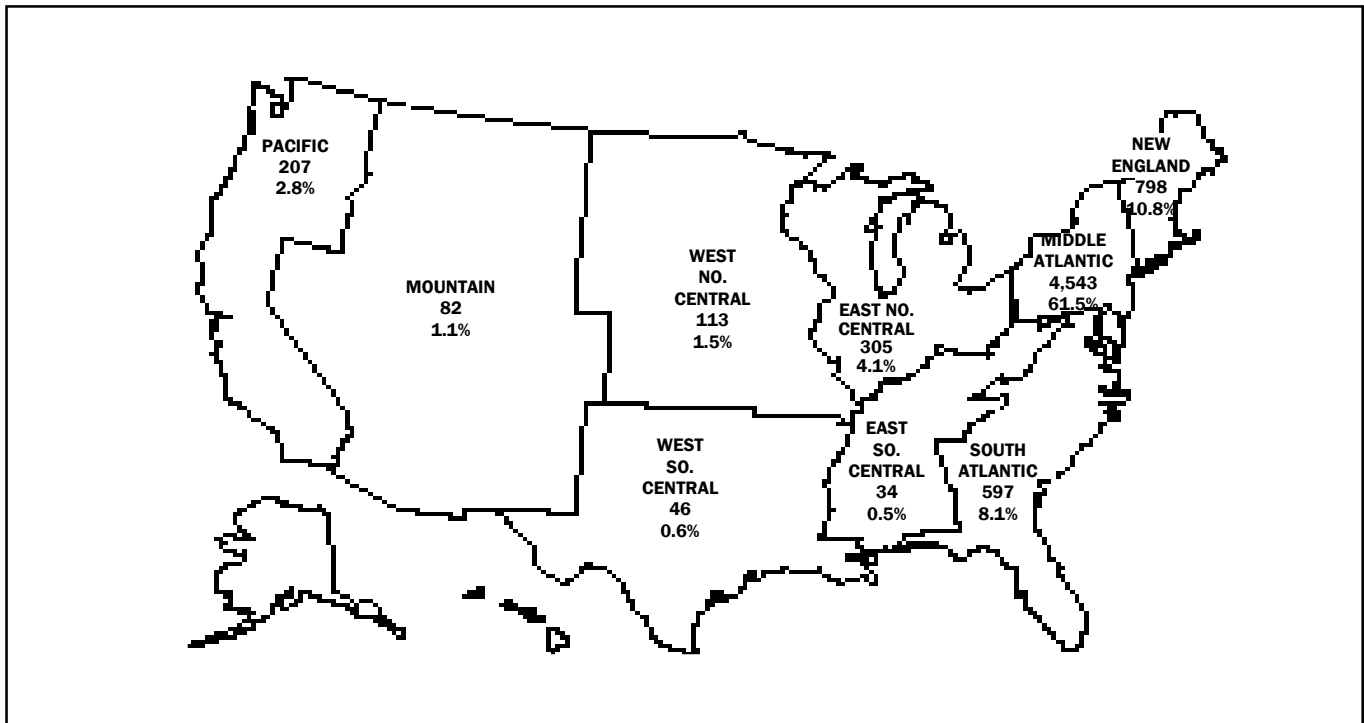 PACIFIC
207
2.8%
MOUNTAIN
82
1.1%
WEST
NO.
CENTRAL
113
1.5%
EAST NO.
CENTRAL
305
4.1%
NEW
ENGLAND
798
10.8%
MIDDLE
ATLANTIC
4,543
61.5%
WEST
SO.
CENTRAL
46
0.6%
EAST
SO.
CENTRAL
34
0.5%
SOUTH
ATLANTIC
597
8.1%